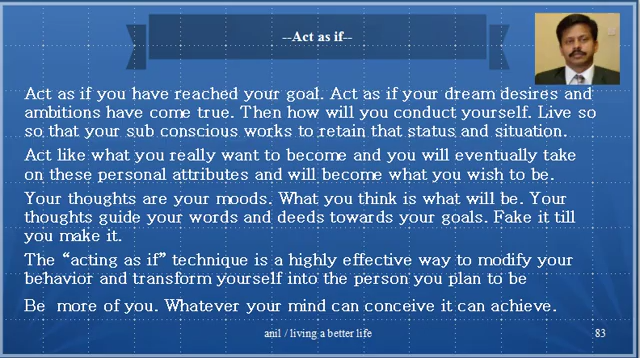 --Act as if--
Act as if you have reached your goal. Act as if your dream desires and
ambitions have come true. Then how will you conduct yourself. Live so
so that your sub conscious works to retain that status and situation.
Act like what you really want to become and you will eventually take
on these personal attributes and will become what you wish to be.
Your thoughts are your moods. What you think is what will be. Your
thoughts guide your words and deeds towards your goals. Fake it till
you make it.
The “acting as if” technique is a highly effective way to modify your
behavior and transform yourself into the person you plan to be
Be more of you. Whatever your mind can conceive it can achieve.
anil / living a better life
83